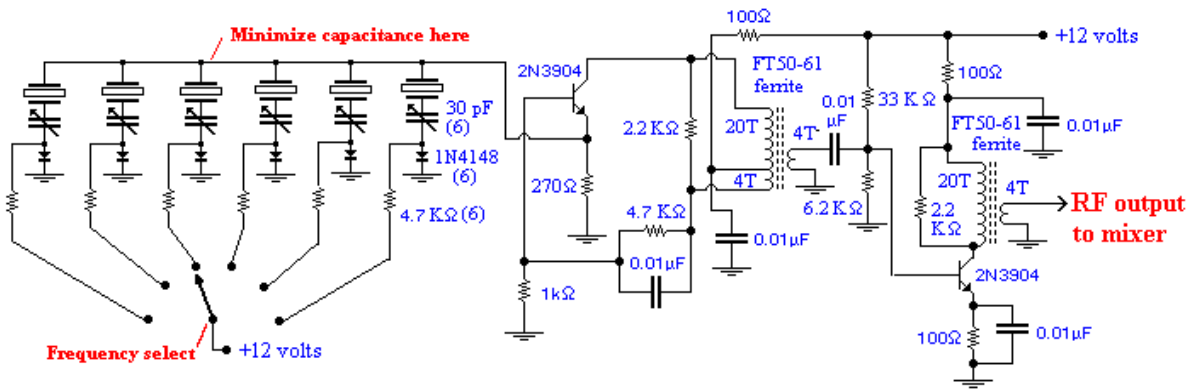 Minimize capacitance here
30 pF
(6)
1N4148
(6)
4.7 KΩ (6)
Frequency select
+12 volts
2N3904
270Ω
1kΩ
2.2 KΩ
4.7 KΩ
0.01µF
100Ω
FT50-61
ferrite
20T
4T
4T
0.01µF
0.01
µF
33 K Ω
6.2 K Ω
+12 volts
100Ω
0.01µF
FT50-61
ferrite
20T
4T
2.2
K Ω
RF output
to mixer
2N3904
100Ω
0.01µF